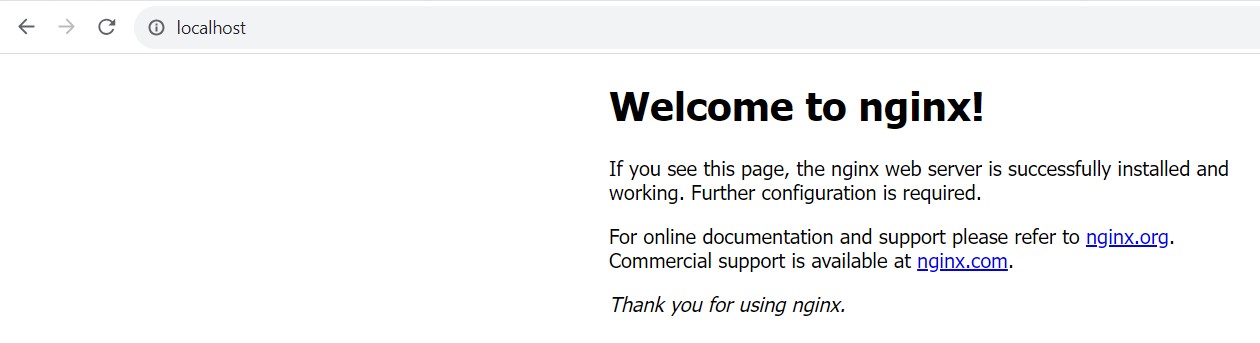 localhost
Welcome to nginx!
If you see this page, the nginx web server is successfully installed and
working. Further configuration is required.
For online documentation and support please refer to nginx.org.
Commercial support is available at nginx.com.
Thank you for using nginx.